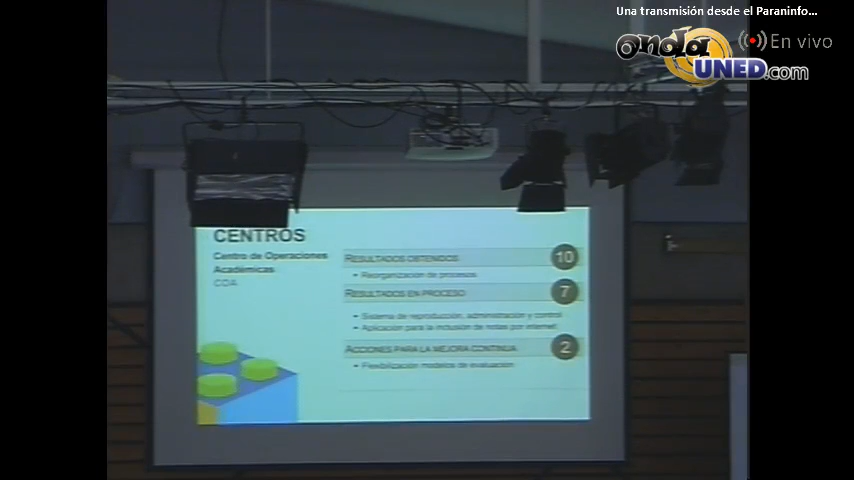 Una transmisión desde el Paraninfo...
onda UNED.com
En vivo
CENTROS
Centro de Operaciones
Académicas
COA
RESULTADOS OBTENIDOS 10
• Reorganización de procesos
RESULTADOS EN PROCESO 7
• Sistema de reproducción, administración y control
• Aplicación para la inclusión de notas por internet
ACCIONES PARA LA MEJORA CONTINUA 2
• Flexibilización modelos de evaluación